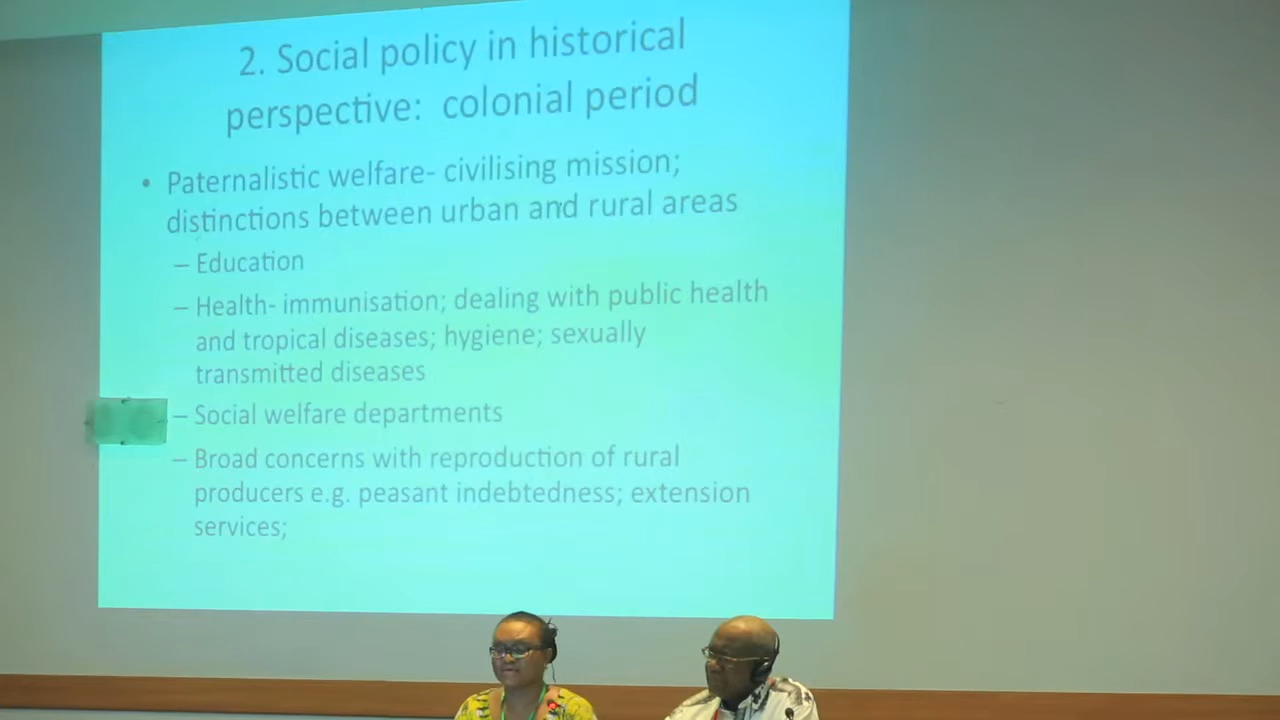 2. Social policy in historical
perspective: colonial period
• Paternalistic welfare- civilising mission;
distinctions between urban and rural areas
– Education
– Health- immunisation; dealing with public health
and tropical diseases; hygiene; sexually
transmitted diseases
– Social welfare departments
– Broad concerns with reproduction of rural
producers e.g. peasant indebtedness; extension
services;